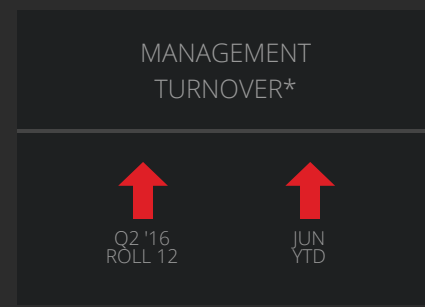 MANAGEMENT
TURNOVER*
Q2 '16
ROLL 12
JUN
YTD